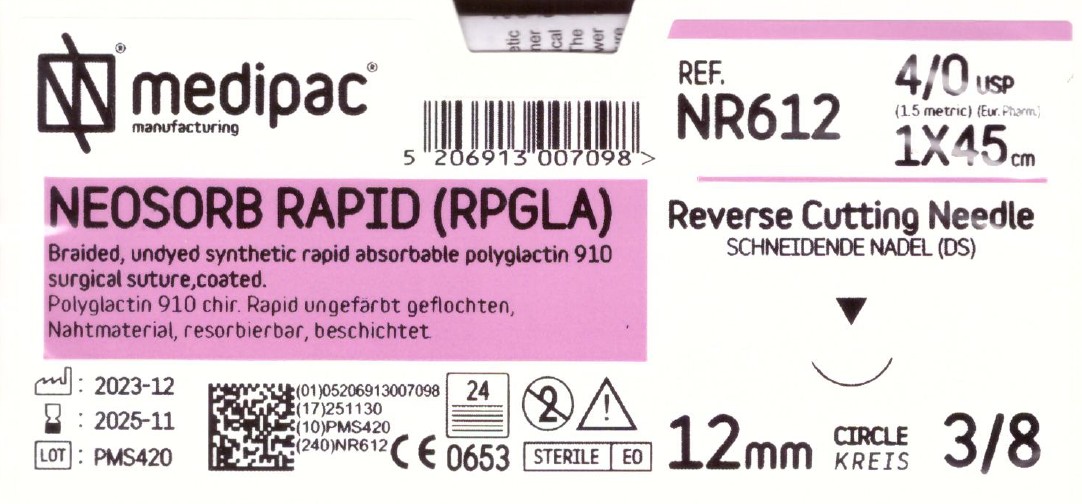 medipac®
manufacturing
5 206913 007098 >
REF.
NR612
4/0 USP
(1.5 metric) (Eur. Pharm.)
1X45cm
NEOSORB RAPID (RPGLA)
Braided, undyed synthetic rapid absorbable polyglactin 910
surgical suture,coated.
Polyglactin 910 chir. Rapid ungefärbt geflochten,
Nahtmaterial, resorbierbar, beschichtet.
Reverse Cutting Needle
SCHNEIDENDE NADEL (DS)
: 2023-12
: 2025-11
LOT : PMS420
(01)05206913007098
(17)251130
(10)PMS420
(240)NR612
24
2
CE 0653
STERILE EO
12mm
CIRCLE
KREIS
3/8